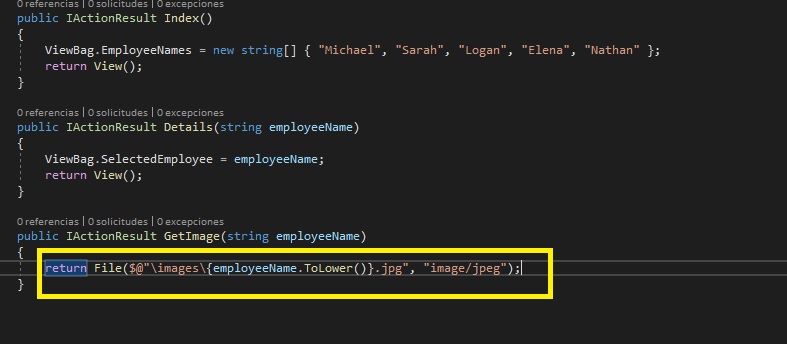 0 referencias | 0 solicitudes | 0 excepciones
public IActionResult Index()
{
ViewBag.EmployeeNames = new string[] { "Michael", "Sarah", "Logan", "Elena", "Nathan" };
return View();
}
0 referencias | 0 solicitudes | 0 excepciones
public IActionResult Details(string employeeName)
{
ViewBag.SelectedEmployee = employeeName;
return View();
}
0 referencias | 0 solicitudes | 0 excepciones
public IActionResult GetImage(string employeeName)
{
return File($@"\images\{employeeName.ToLower()}.jpg", "image/jpeg");
}